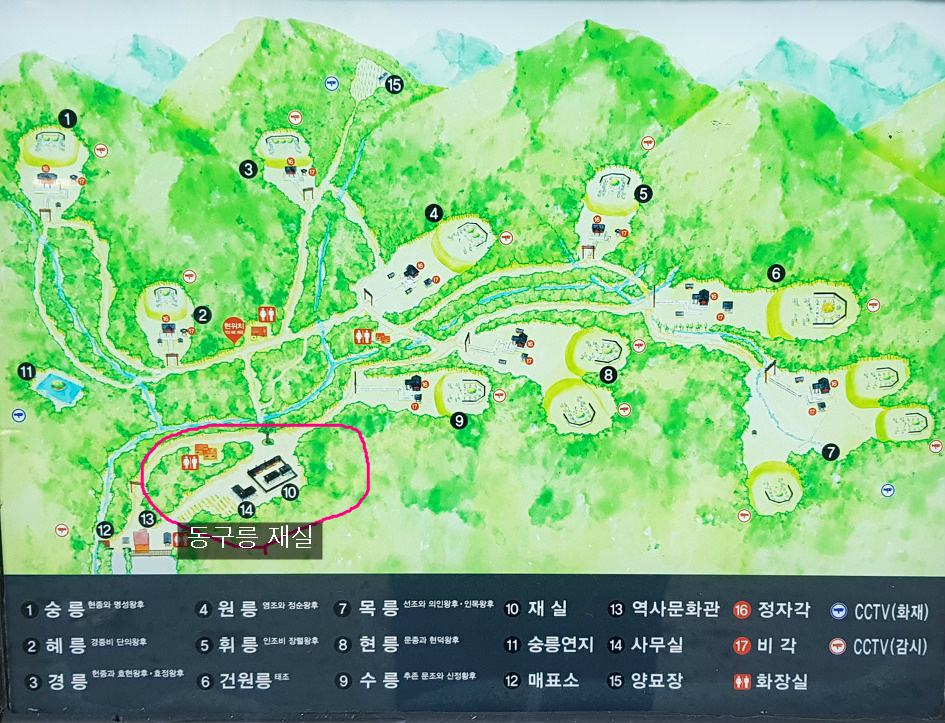 1
2
3
4
5
6
7
8
9
10
11
12
13
14
15
현위치
동구릉 재실
1 숭릉 현종와 명성왕후
2 혜릉 경종비 단의왕후
3 경릉 헌종과 효현왕후·효정왕후
4 원릉 영조와 정순왕후
5 휘릉 인조비 장렬왕후
6 건원릉 태조
7 목릉 선조와 의인왕후·인목왕후
8 현릉 문종과 현덕왕후
9 수릉 추존 문조와 신정왕후
10 재실
11 숭릉연지
12 매표소
13 역사문화관
14 사무실
15 양묘장
16 정자각
17 비각
화장실
CCTV(화재)
CCTV(감시)